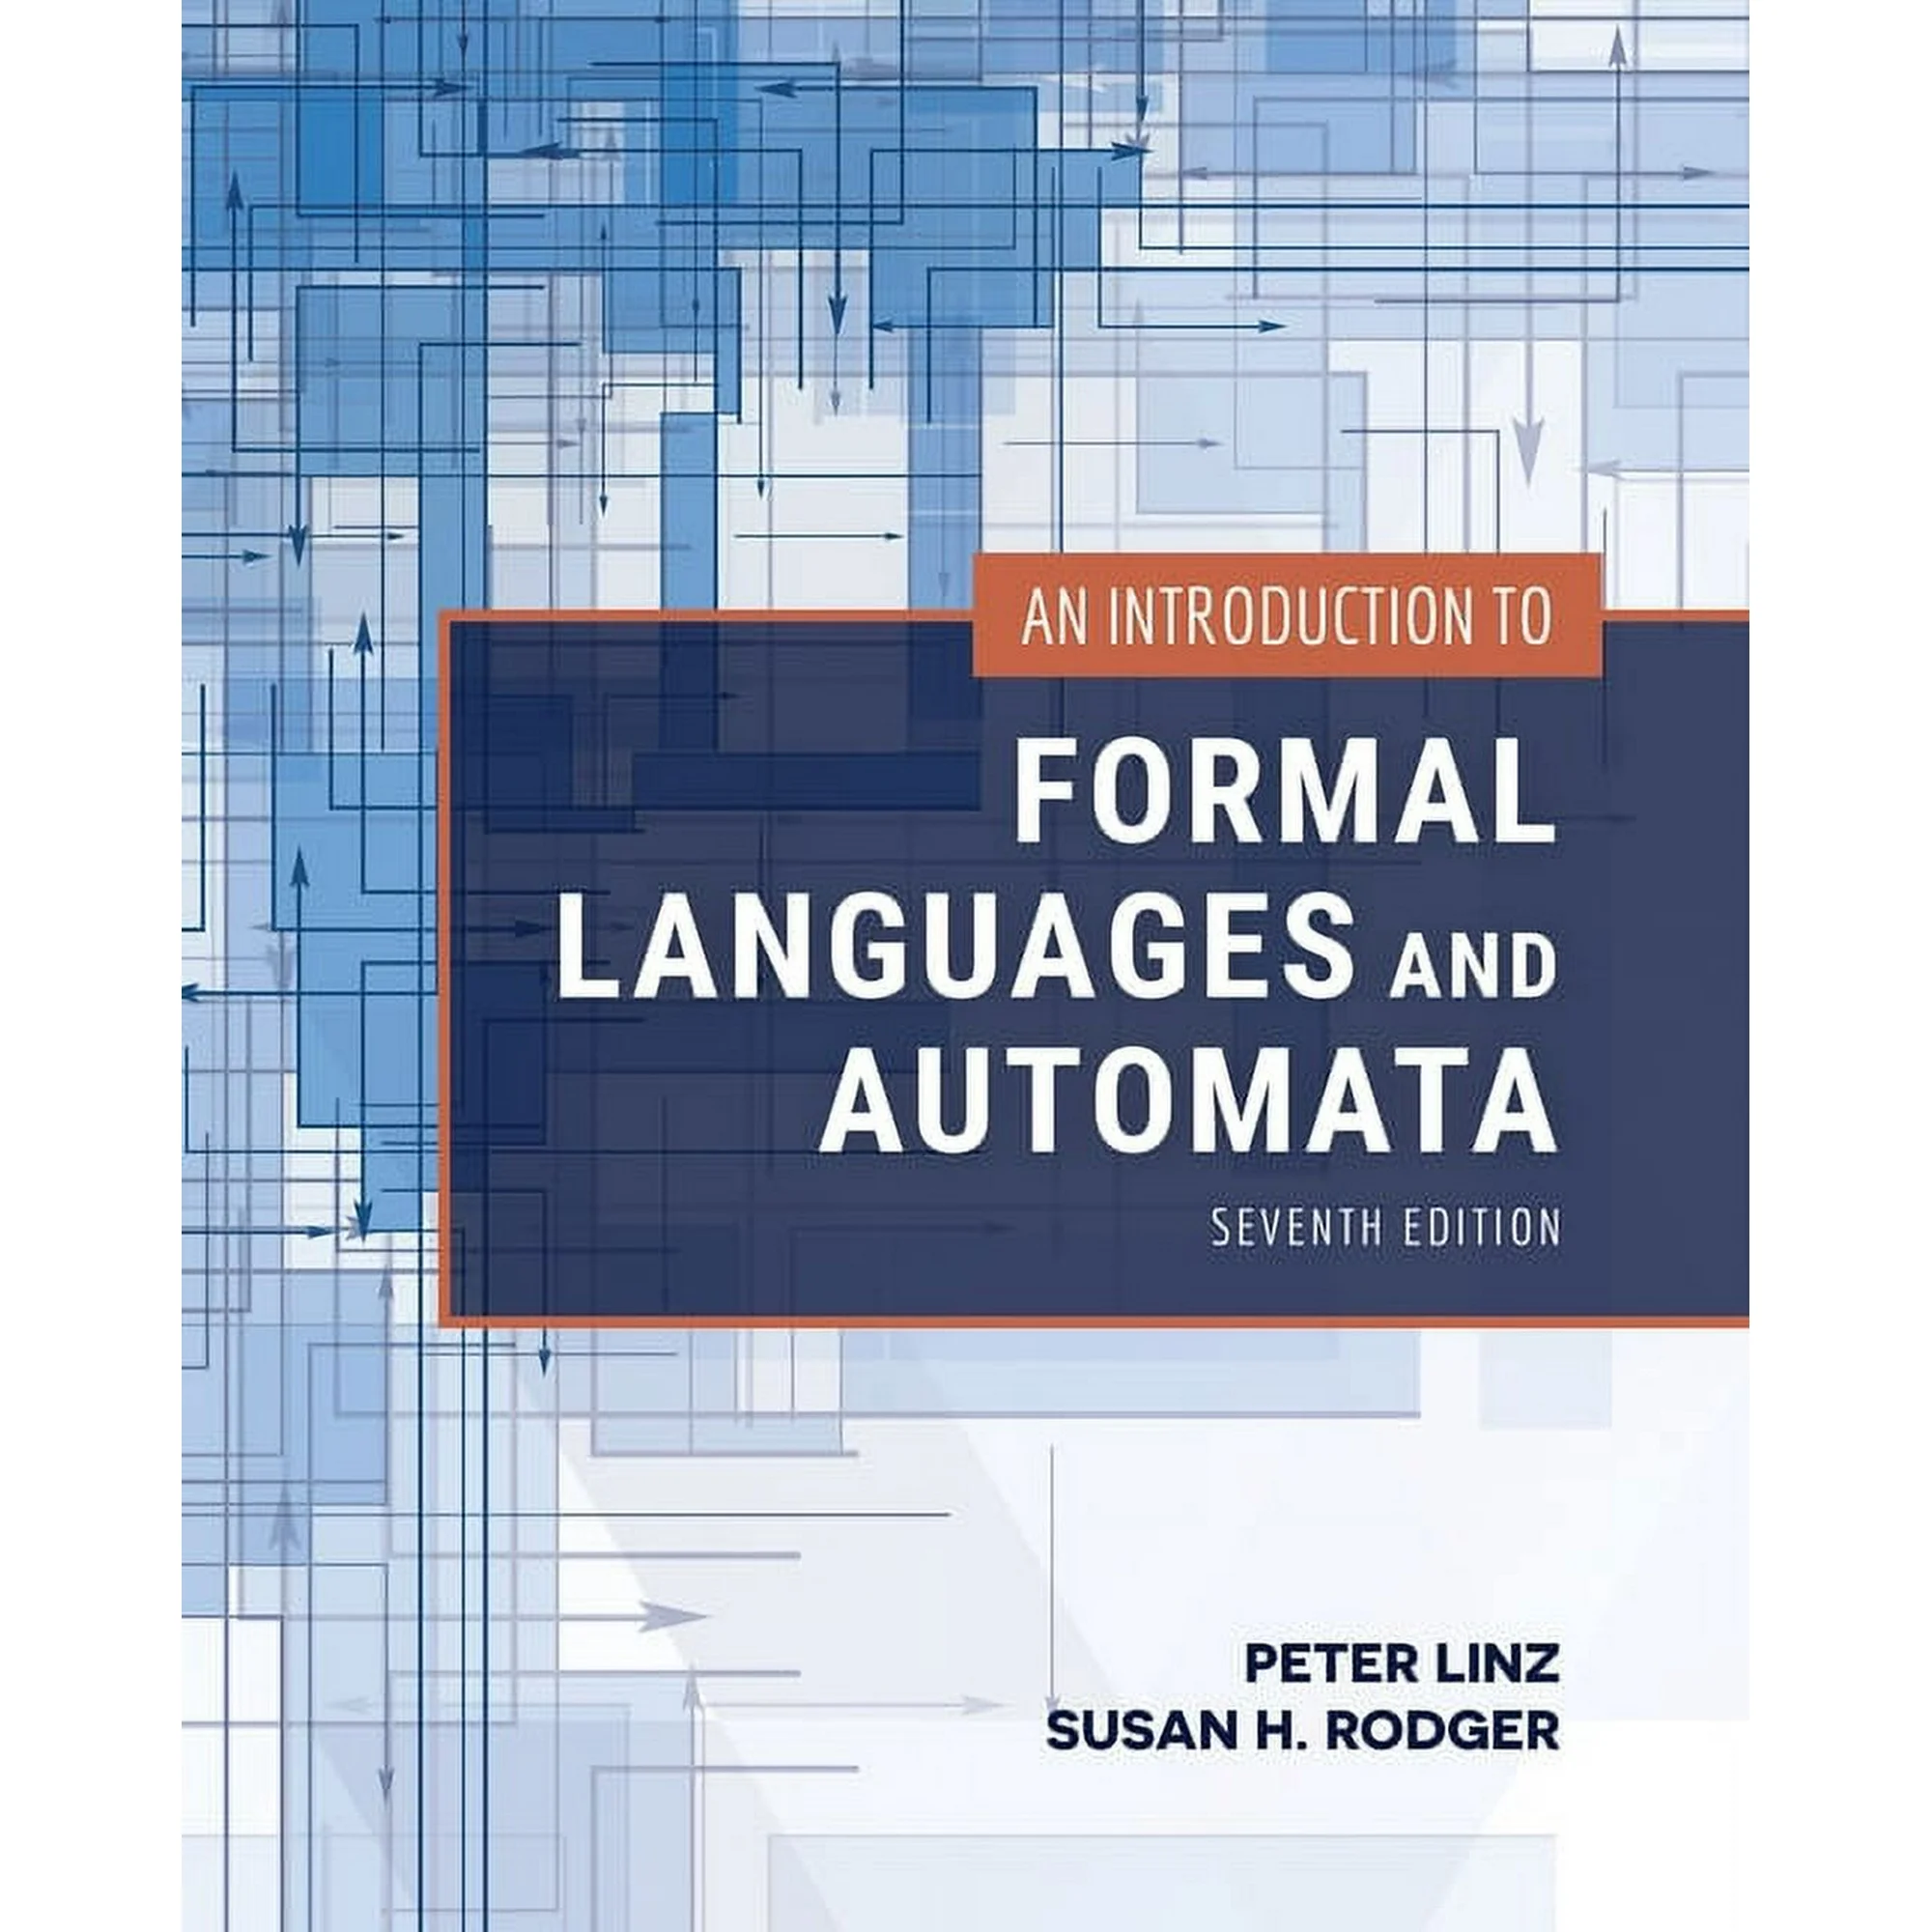 AN INTRODUCTION TO
FORMAL
LANGUAGES AND
AUTOMATA
SEVENTH EDITION
PETER LINZ
SUSAN H. RODGER